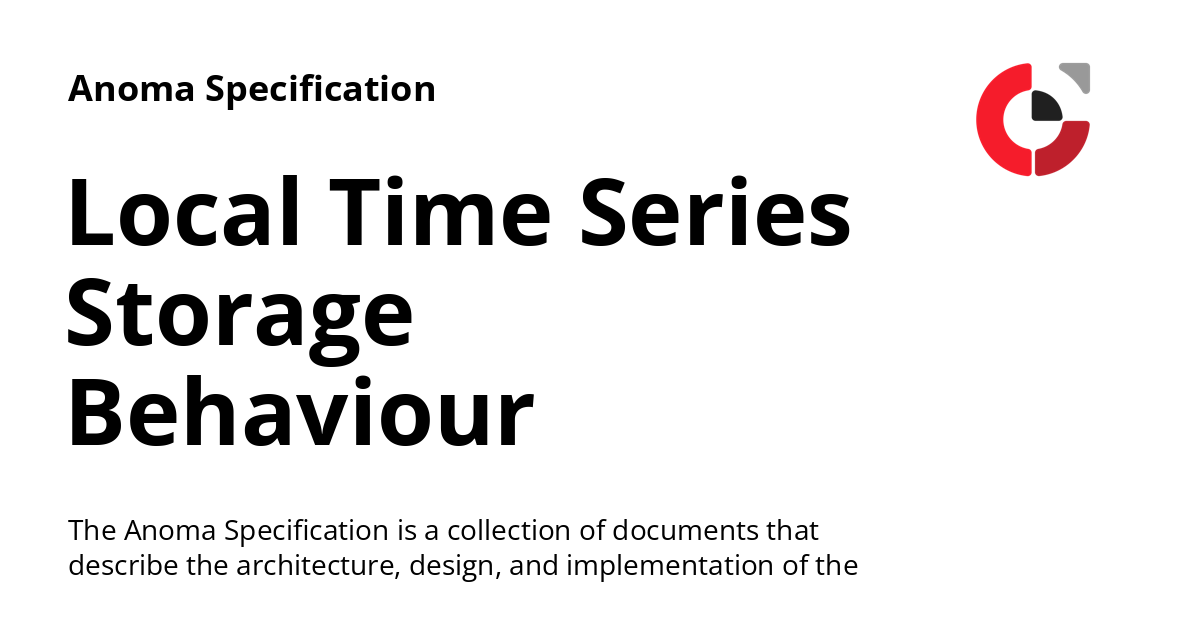 Anoma Specification
Local Time Series
Storage
Behaviour
The Anoma Specification is a collection of documents that
describe the architecture, design, and implementation of the